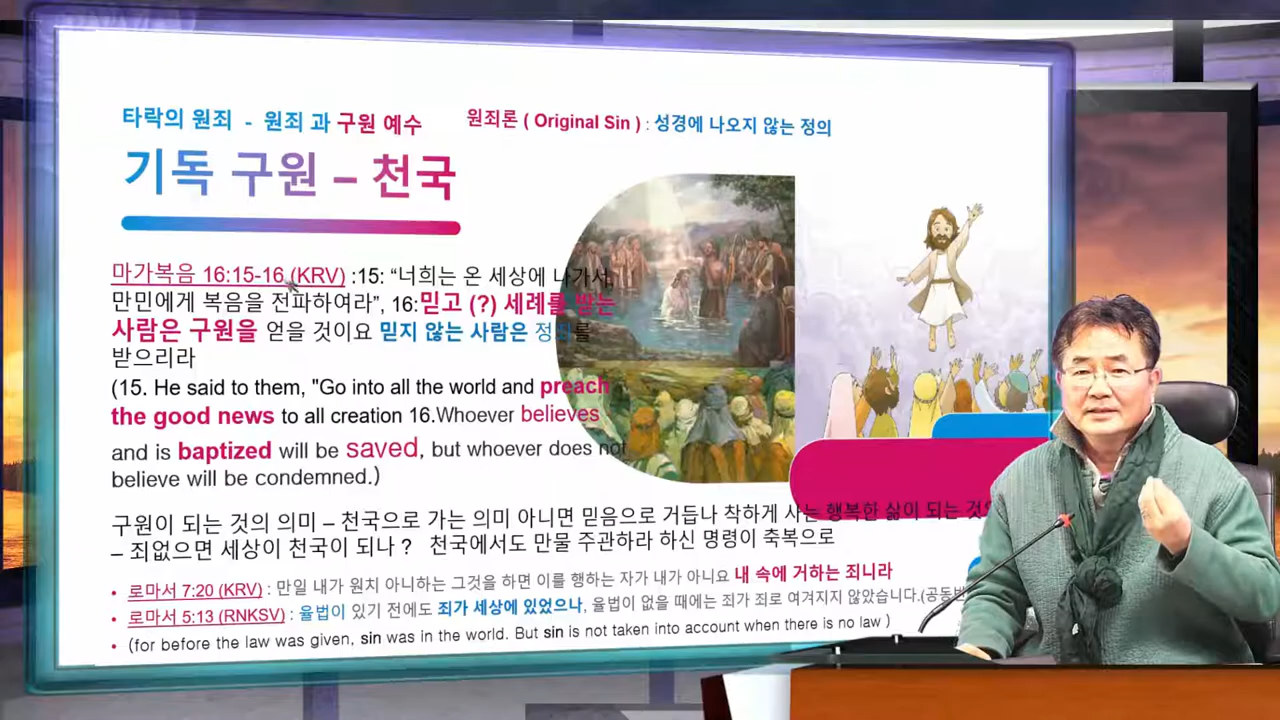 타락의 원죄 - 원죄 과 구원 예수
원죄론 ( Original Sin ) : 성경에 나오지 않는 정의
기독 구원 – 천국
마가복음 16:15-16 (KRV) :15: “너희는 온 세상에 나가서,
만민에게 복음을 전파하여라”, 16:믿고 (?) 세례를 받는
사람은 구원을 얻을 것이요 믿지 않는 사람은 정죄를
받으리라
(15. He said to them, "Go into all the world and preach
the good news to all creation 16.Whoever believes
and is baptized will be saved, but whoever does not
believe will be condemned.)
구원이 되는 것의 의미 – 천국으로 가는 의미 아니면 믿음으로 거듭나 착하게 사는 행복한 삶이 되는
– 죄없으면 세상이 천국이 되나 ? 천국에서도 만물 주관하라 하신 명령이 축복으로
• 로마서 7:20 (KRV) : 만일 내가 원치 아니하는 그것을 하면 이를 행하는 자가 내가 아니요 내 속에 거하는 죄니라
• 로마서 5:13 (RNKSV) : 율법이 있기 전에도 죄가 세상에 있었으나, 율법이 없을 때에는 죄가 죄로 여겨지지 않았습니다.
• (for before the law was given, sin was in the world. But sin is not taken into account when there is no law )